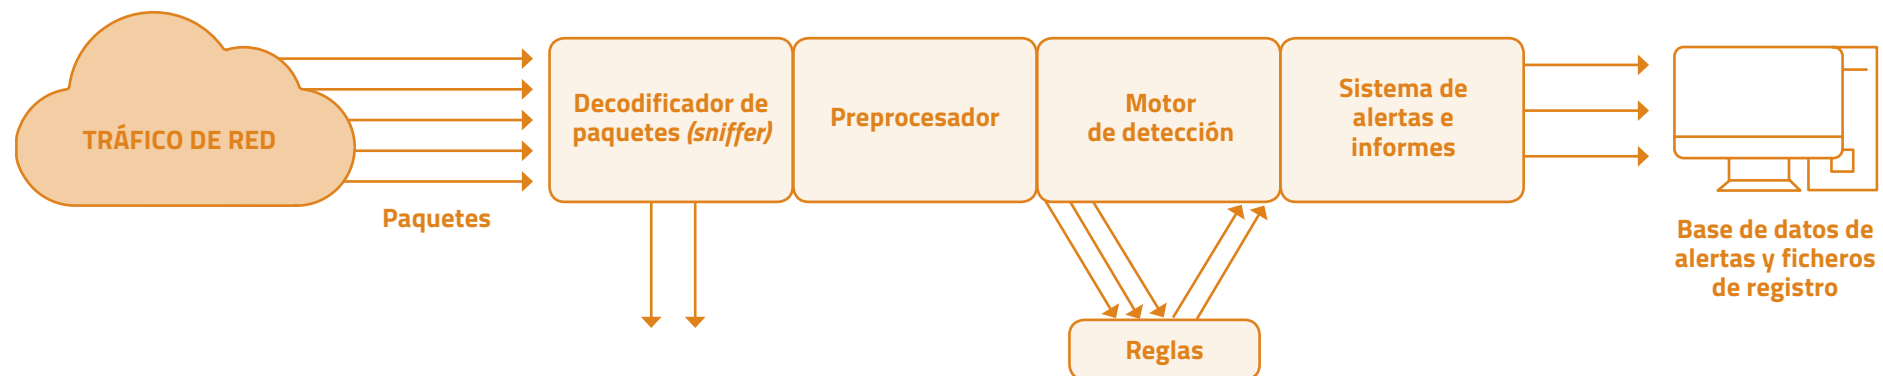 TRÁFICO DE RED
Paquetes
Decodificador de
paquetes (sniffer)
Preprocesador
Motor
de detección
Sistema de
alertas e
informes
Reglas
Base de datos de
alertas y ficheros
de registro